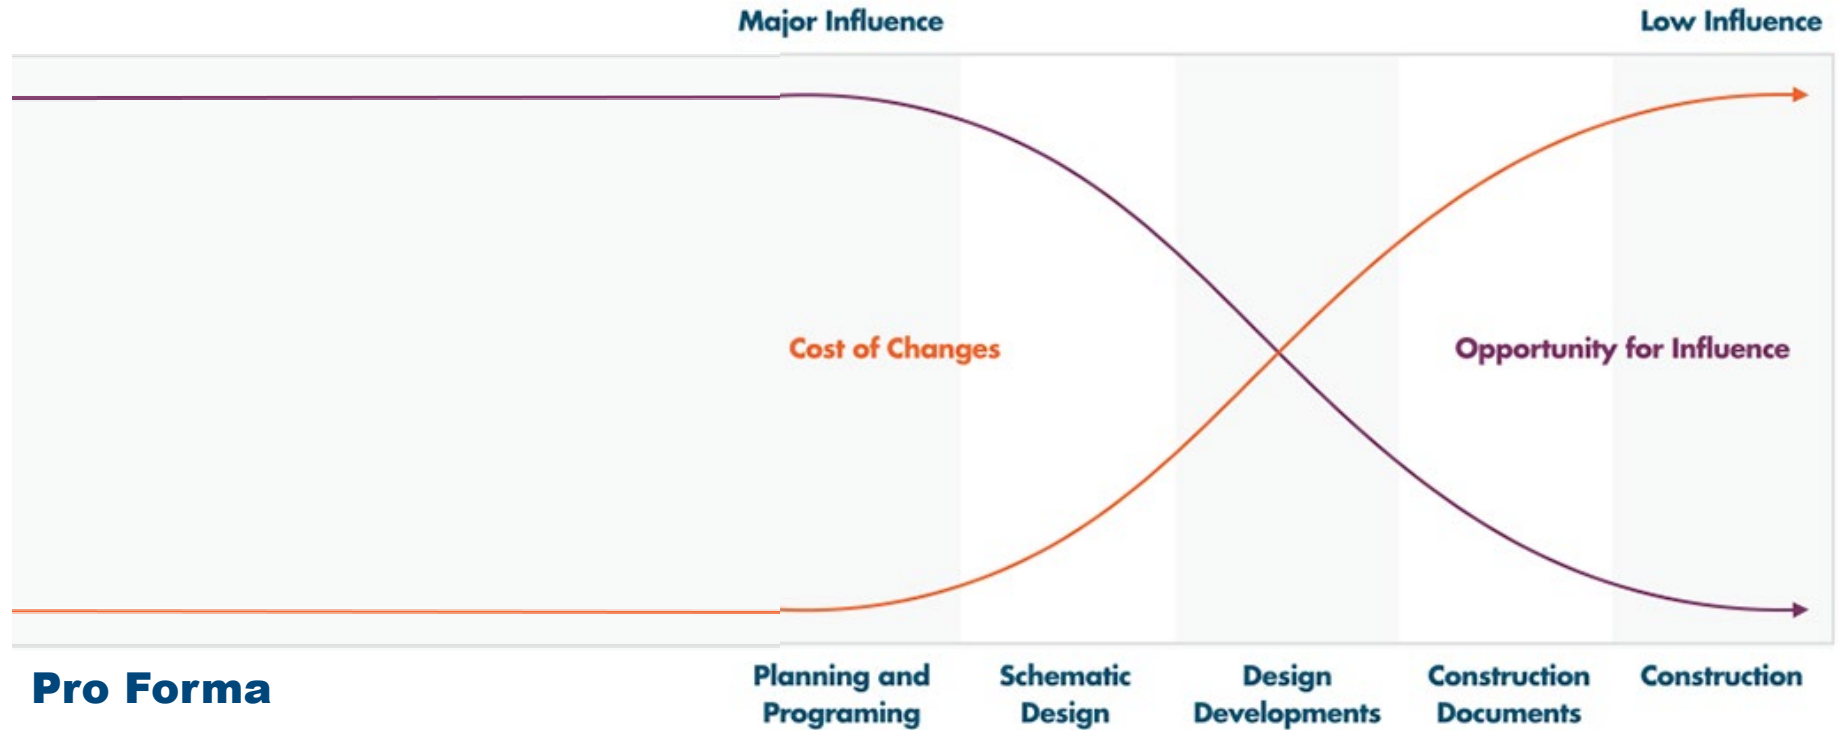 Major Influence
Low Influence
Cost of Changes
Opportunity for Influence
Pro Forma
Planning and
Programing
Schematic
Design
Design
Developments
Construction
Documents
Construction